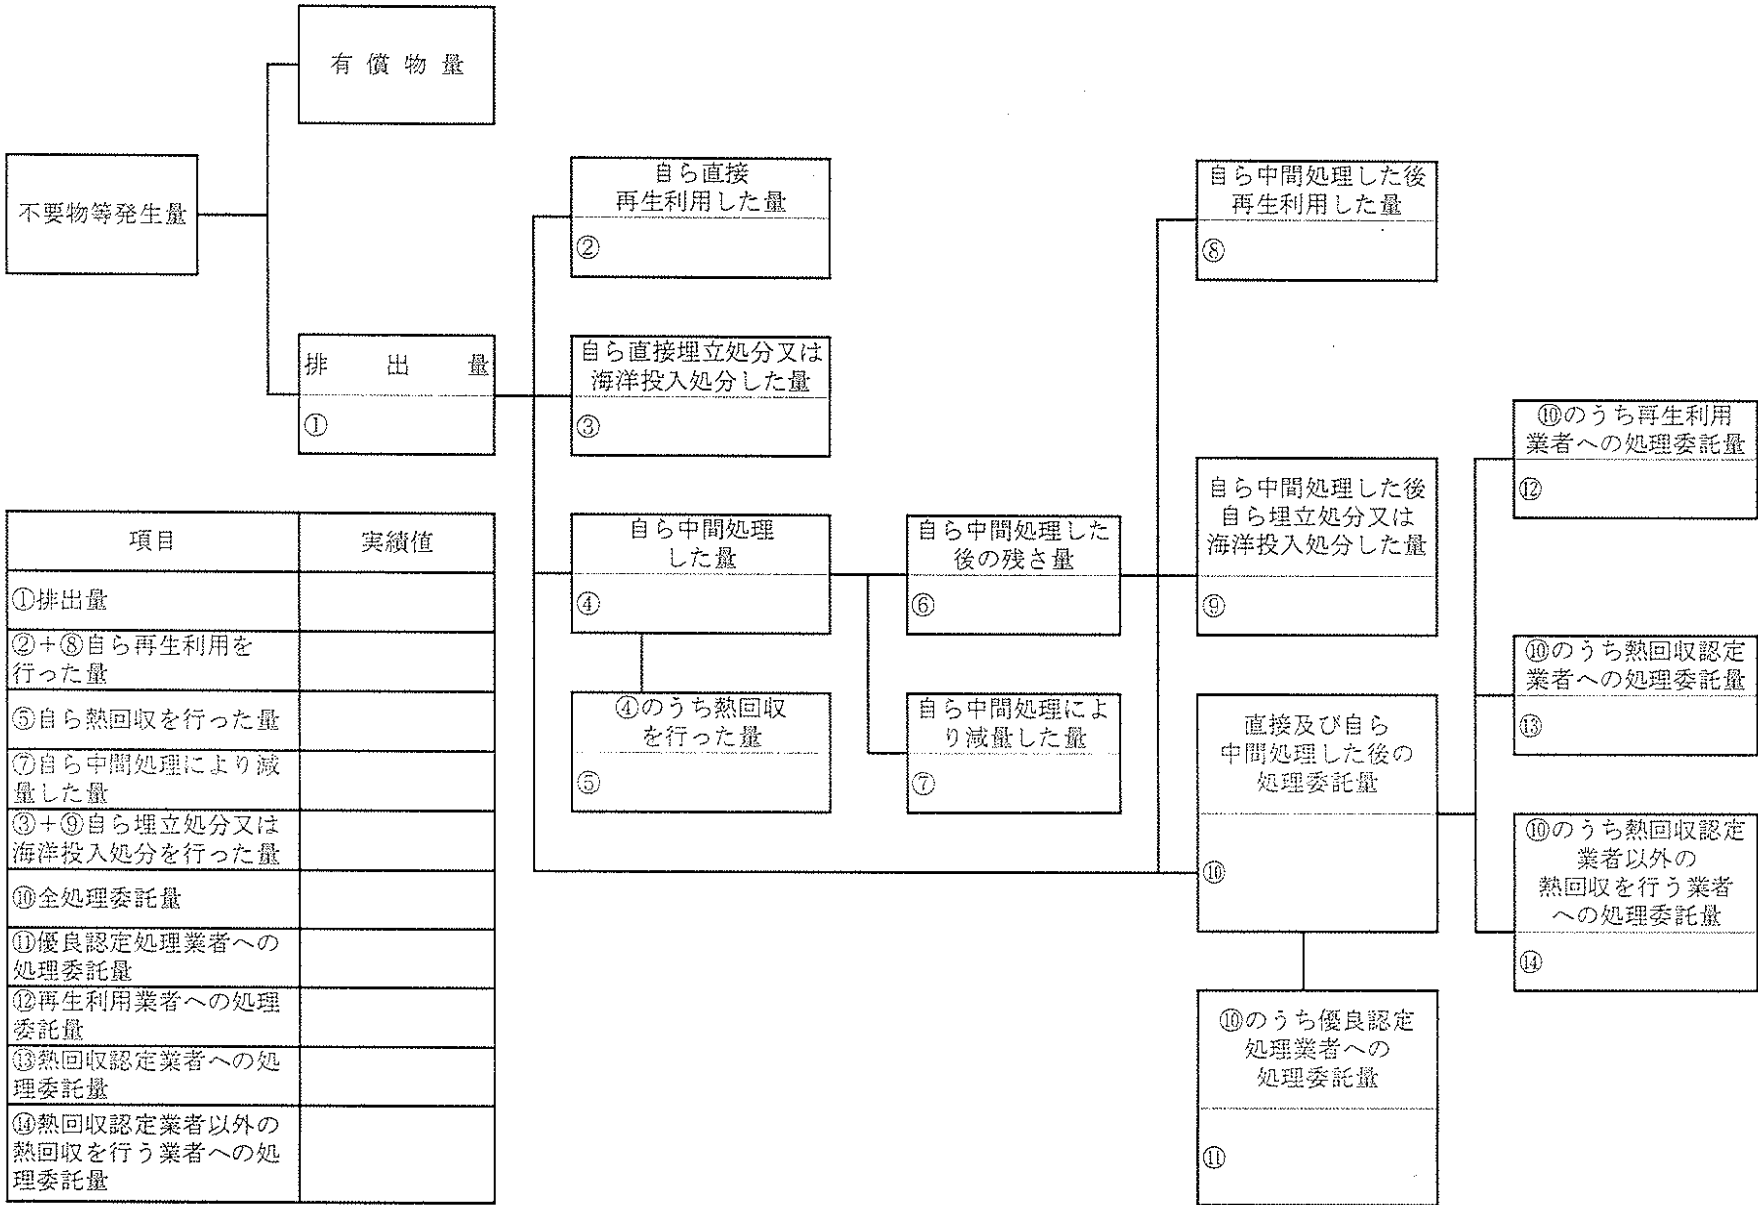 有償物量
不要物等発生量
排出量
①
自ら直接
再生利用した量
②
自ら直接埋立処分又は
海洋投入処分した量
③
自ら中間処理
した量
④
④のうち熱回収
を行った量
⑤
自ら中間処理した
後の残さ量
⑥
自ら中間処理によ
り減量した量
⑦
自ら中間処理した後
再生利用した量
⑧
自ら中間処理した後
自ら埋立処分又は
海洋投入処分した量
⑨
直接及び自ら
中間処理した後の
処理委託量
⑩
⑩のうち優良認定
処理業者への
処理委託量
⑪
⑩のうち再生利用
業者への処理委託量
⑫
⑩のうち熱回収認定
業者への処理委託量
⑬
⑩のうち熱回収認定
業者以外の
熱回収を行う業者
への処理委託量
⑭
項目 実績値
①排出量
②+⑧自ら再生利用を
行った量
⑤自ら熱回収を行った量
⑦自ら中間処理により減
量した量
③+⑨自ら埋立処分又は
海洋投入処分を行った量
⑩全処理委託量
⑪優良認定処理業者への
処理委託量
⑫再生利用業者への処理
委託量
⑬熱回収認定業者への処
理委託量
⑭熱回収認定業者以外の
熱回収を行う業者への処
理委託量